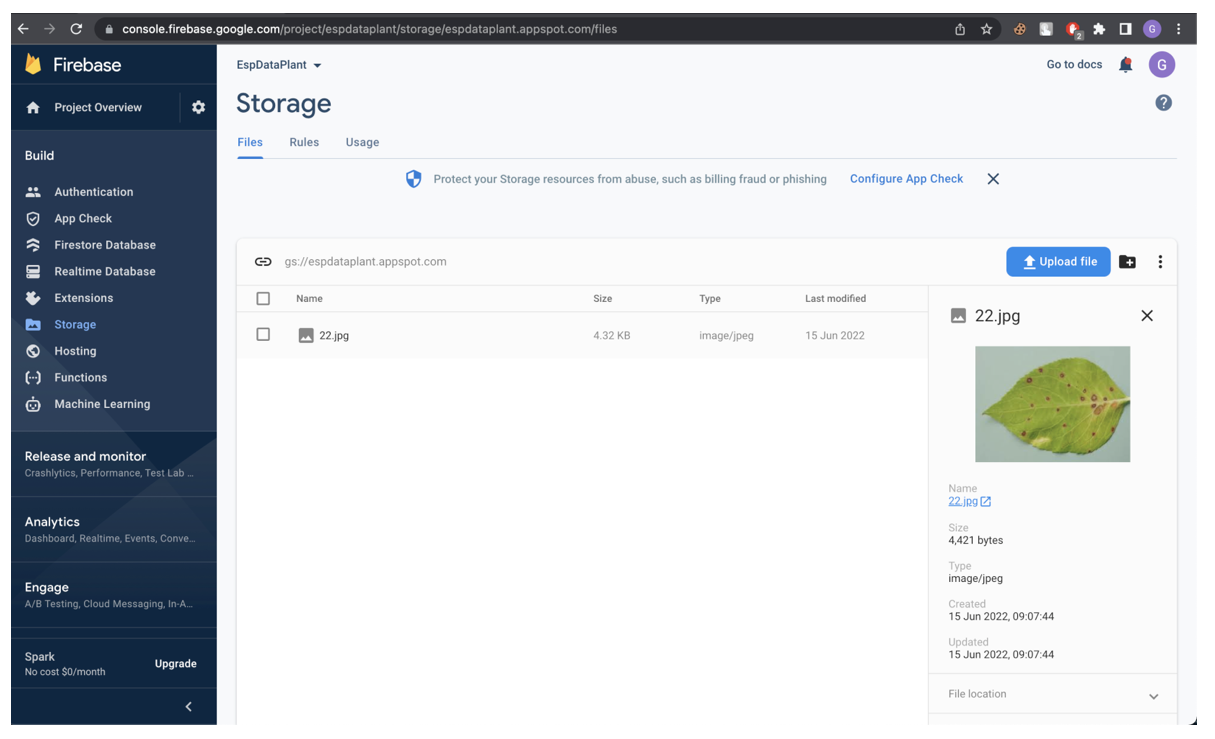 console.firebase.google.com/project/espdataplant/storage/espdataplant.appspot.com/files
2
G
Firebase
EspDataPlant
Go to docs
G
Project Overview
Storage
?
Build
Files Rules Usage
Protect your Storage resources from abuse, such as billing fraud or phishing Configure App Check
Authentication
App Check
Firestore Database
Realtime Database
Extensions
Storage
Hosting
Functions
Machine Learning
Release and monitor
Crashlytics, Performance, Test Lab ...
Analytics
Dashboard, Realtime, Events, Conve...
Engage
A/B Testing, Cloud Messaging, In-A...
Spark
No cost $0/month
Upgrade
gs://espdataplant.appspot.com
Upload file
Name Size Type Last modified
22.jpg 4.32 KB image/jpeg 15 Jun 2022
22.jpg
Name
22.jpg
Size
4,421 bytes
Type
image/jpeg
Created
15 Jun 2022, 09:07:44
Updated
15 Jun 2022, 09:07:44
File location